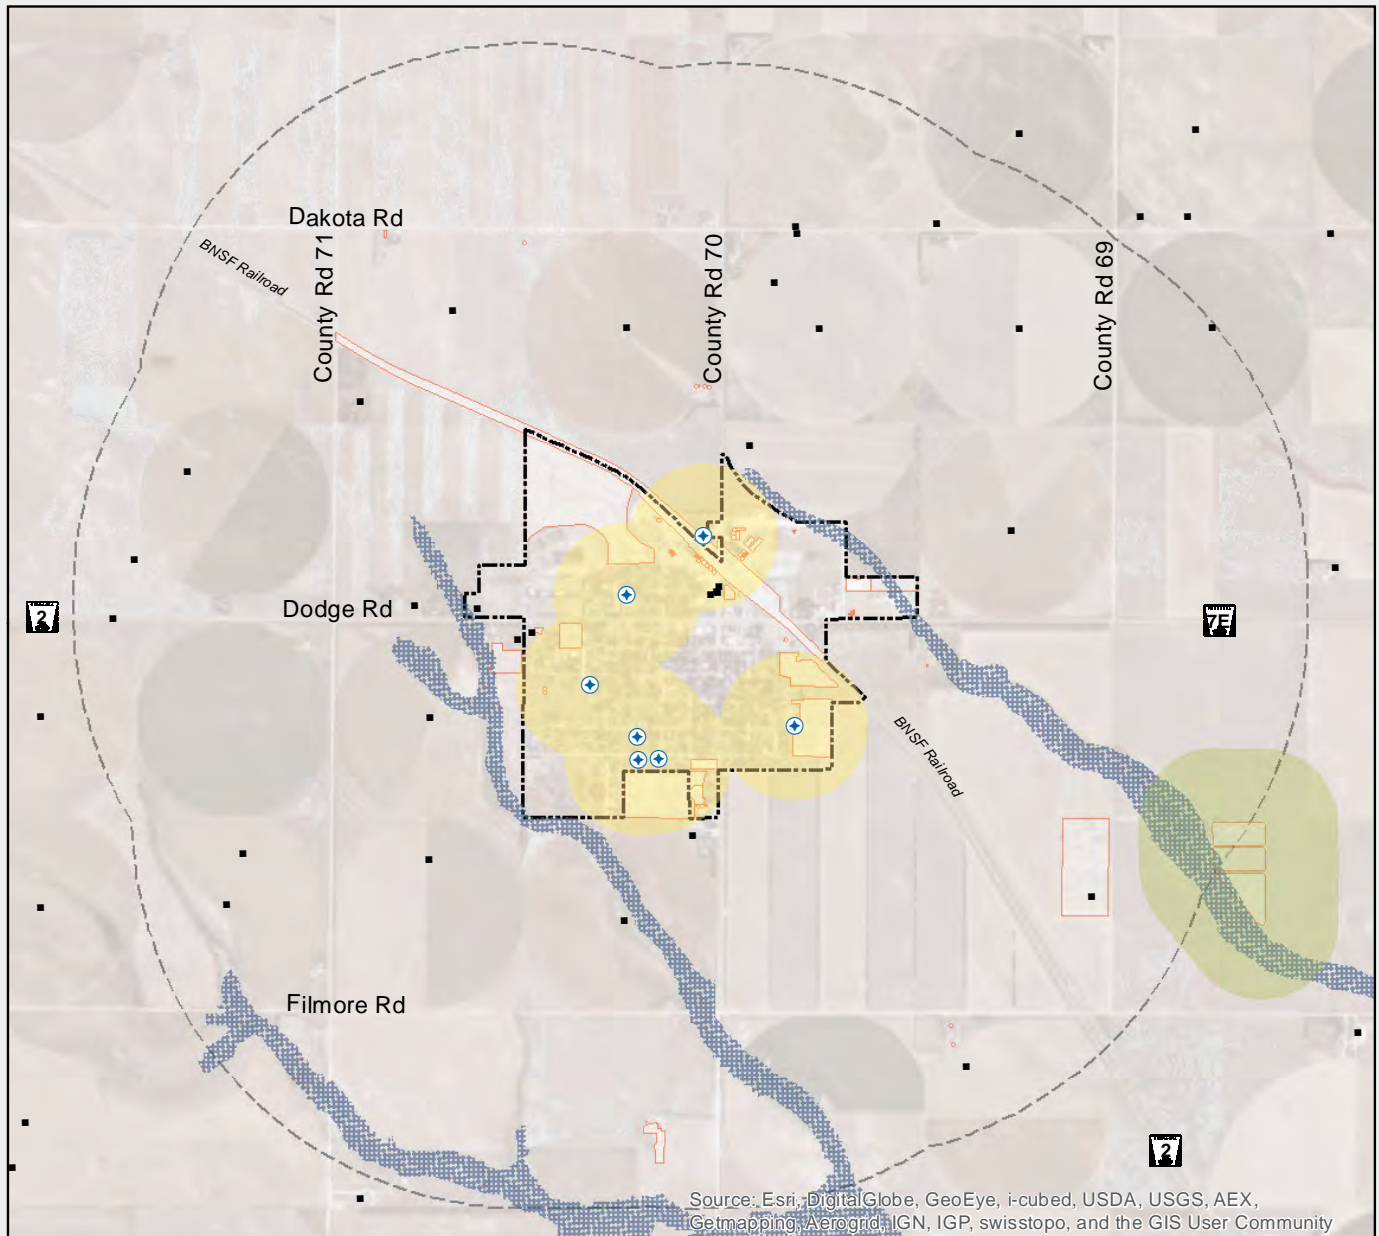 Dakota Rd
BNSF Railroad
County Rd 71
County Rd 70
County Rd 69
2
Dodge Rd
7E
BNSF Railroad
Filmore Rd
2
Source: Esri, DigitalGlobe, GeoEye, i-cubed, USDA, USGS, AEX,
Getmapping, Aerogrid, IGN, IGP, swisstopo, and the GIS User Community